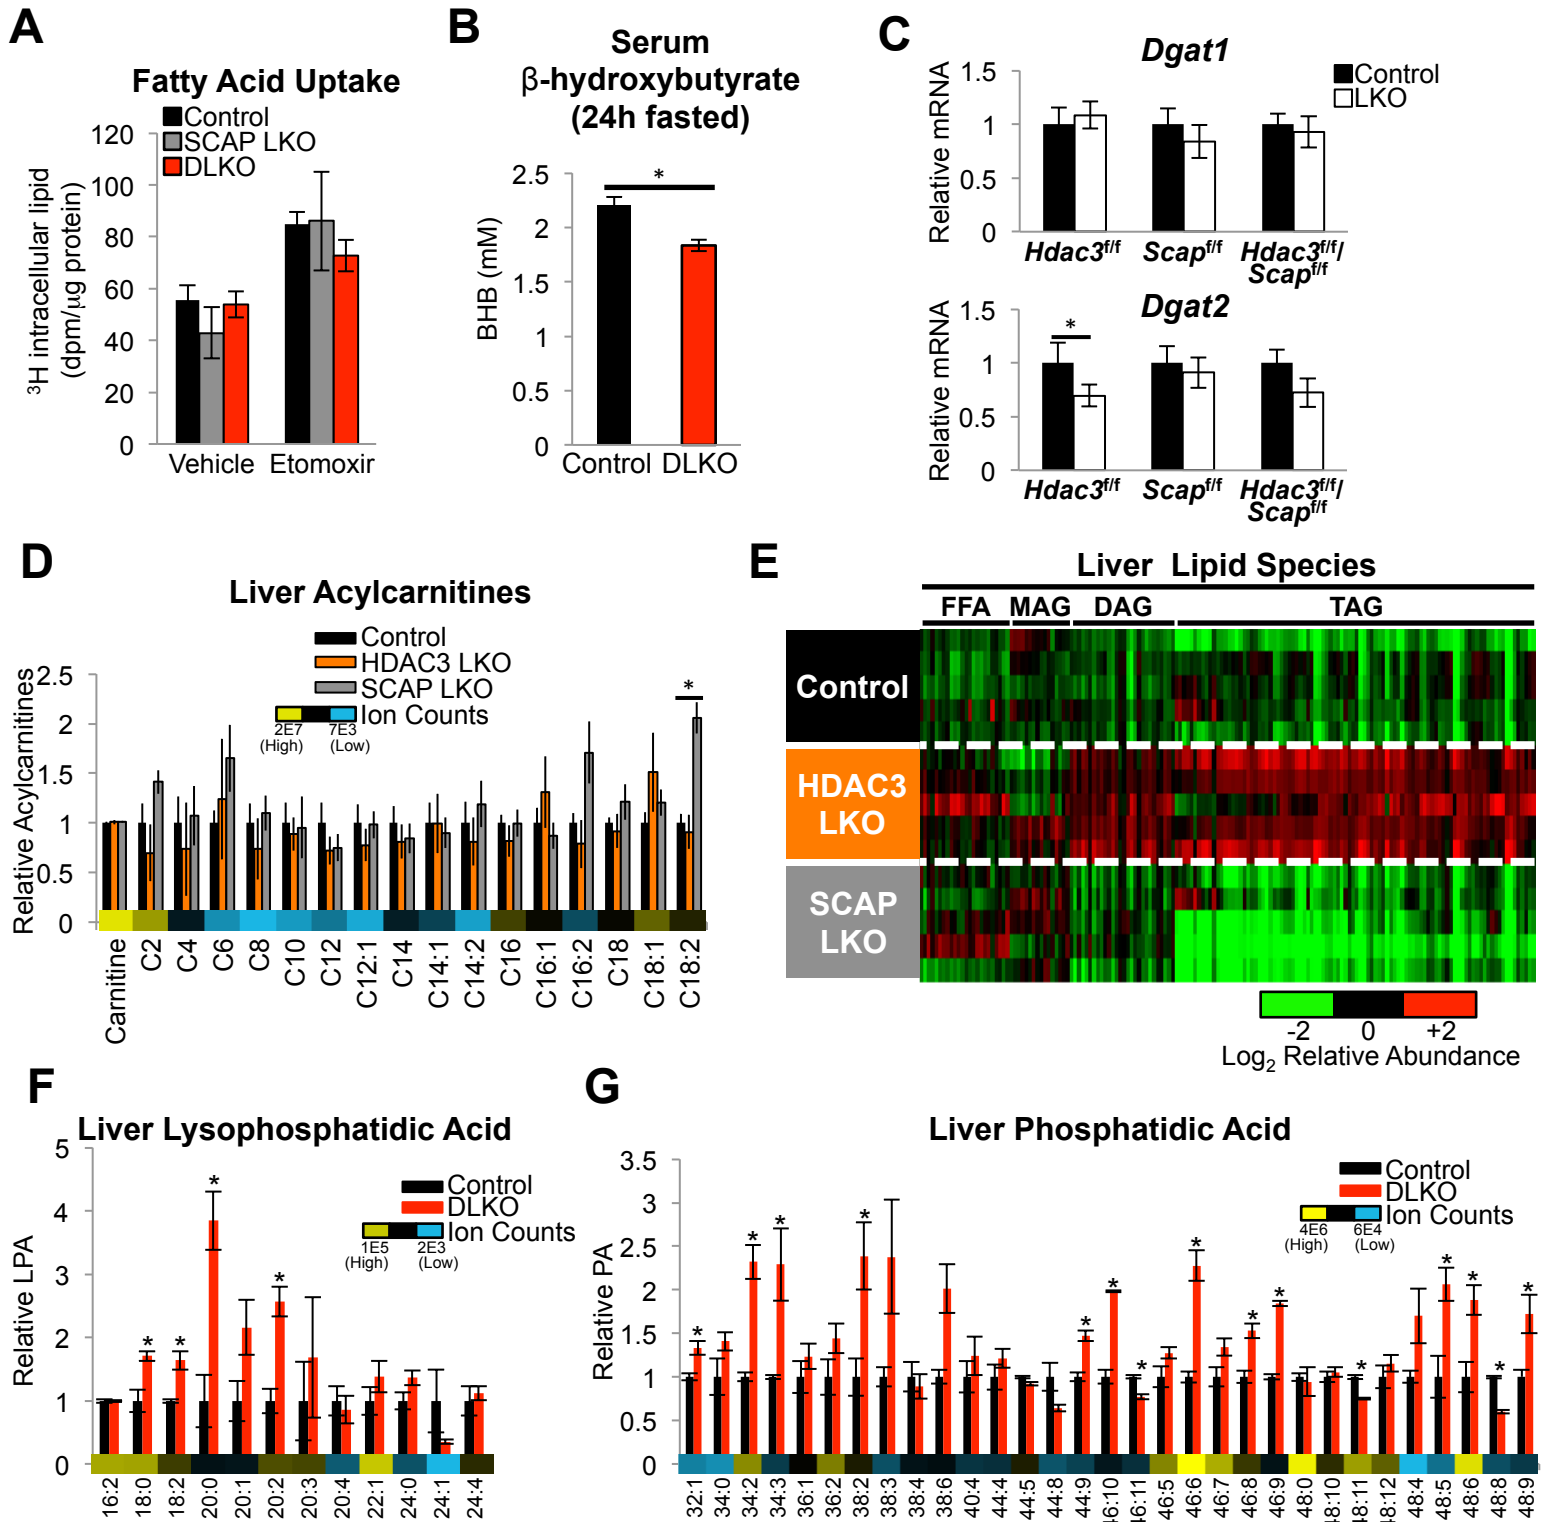 A
Fatty Acid Uptake
Control
SCAP LKO
DLKO
³H intracellular lipid
(dpm/μg protein)
120
100
80
60
40
20
0
Vehicle Etomoxir
B
Serum
β-hydroxybutyrate
(24h fasted)
BHB (mM)
2.5
2
1.5
1
0.5
0
*
Control DLKO
C
Dgat1
Control
LKO
Relative mRNA
1.5
1
0.5
0
Hdac3f/f Scapf/f Hdac3f/f/
Scapf/f
Dgat2
Relative mRNA
1.5
1
0.5
0
*
Hdac3f/f Scapf/f Hdac3f/f/
Scapf/f
D
Liver Acylcarnitines
Control
HDAC3 LKO
SCAP LKO
Ion Counts
2E7 7E3
(High) (Low)
Relative Acylcarnitines
2.5
2
1.5
1
0.5
0
*
Carnitine C2 C4 C6 C8 C10 C12 C12:1 C14 C14:1 C14:2 C16 C16:1 C16:2 C18 C18:1 C18:2
E
Liver Lipid Species
FFA MAG DAG TAG
Control
HDAC3
LKO
SCAP
LKO
-2 0 +2
Log₂ Relative Abundance
F
Liver Lysophosphatidic Acid
Control
DLKO
Ion Counts
1E5 2E3
(High) (Low)
Relative LPA
5
4
3
2
1
0
* * * *
16:2 18:0 18:2 20:0 20:1 20:2 20:3 20:4 22:1 24:0 24:1 24:4
G
Liver Phosphatidic Acid
Control
DLKO
Ion Counts
4E6 6E4
(High) (Low)
Relative PA
3.5
3
2.5
2
1.5
1
0.5
0
* * * * * * * * * * * * * * *
32:1 34:0 34:2 34:3 36:1 36:2 38:2 38:3 38:4 38:6 40:4 44:4 44:5 44:8 44:9 46:10 46:11 46:5 46:6 46:7 46:8 46:9 48:0 48:10 48:11 48:12 48:4 48:5 48:6 48:8 48:9